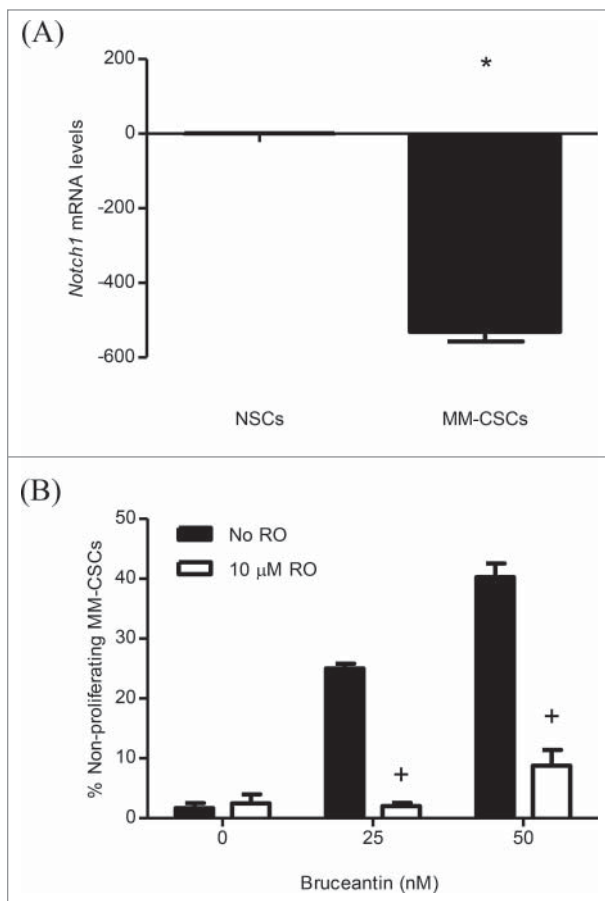 (A)
200
*
0
-200
-400
-600
Notch1 mRNA levels
NSCs MM-CSCs
(B)
50
No RO
10 μM RO
40
30
20
10
0
% Non-proliferating MM-CSCs
+
+
0 25 50
Bruceantin (nM)